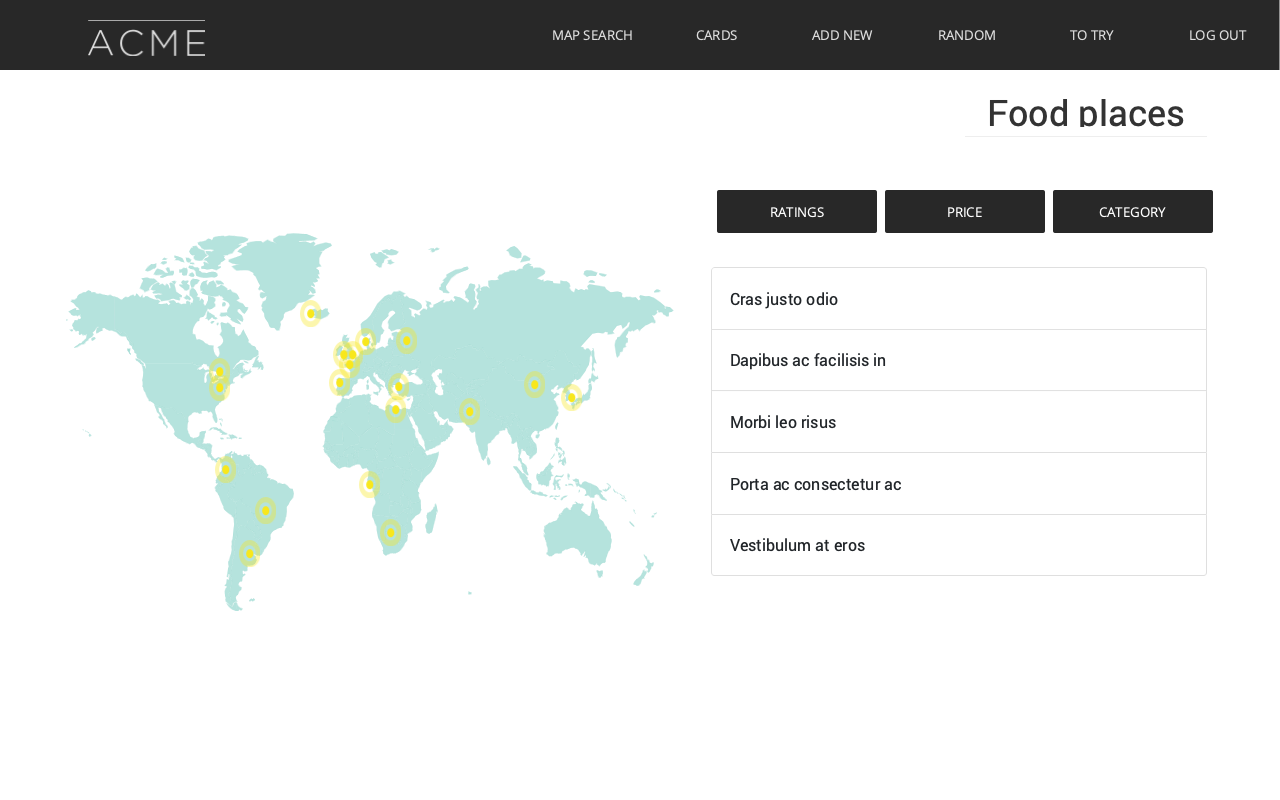 ACME
MAP SEARCH CARDS ADD NEW RANDOM TO TRY LOG OUT
Food places
RATINGS PRICE CATEGORY
Cras justo odio
Dapibus ac facilisis in
Morbi leo risus
Porta ac consectetur ac
Vestibulum at eros